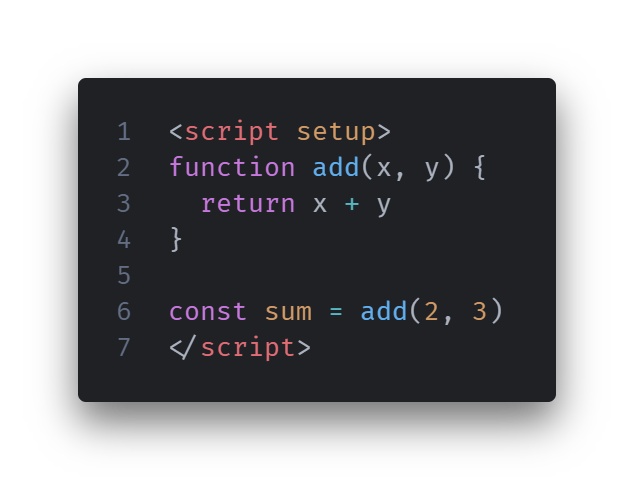 1 <script setup>
2 function add(x, y) {
3   return x + y
4 }
5
6 const sum = add(2, 3)
7 </script>